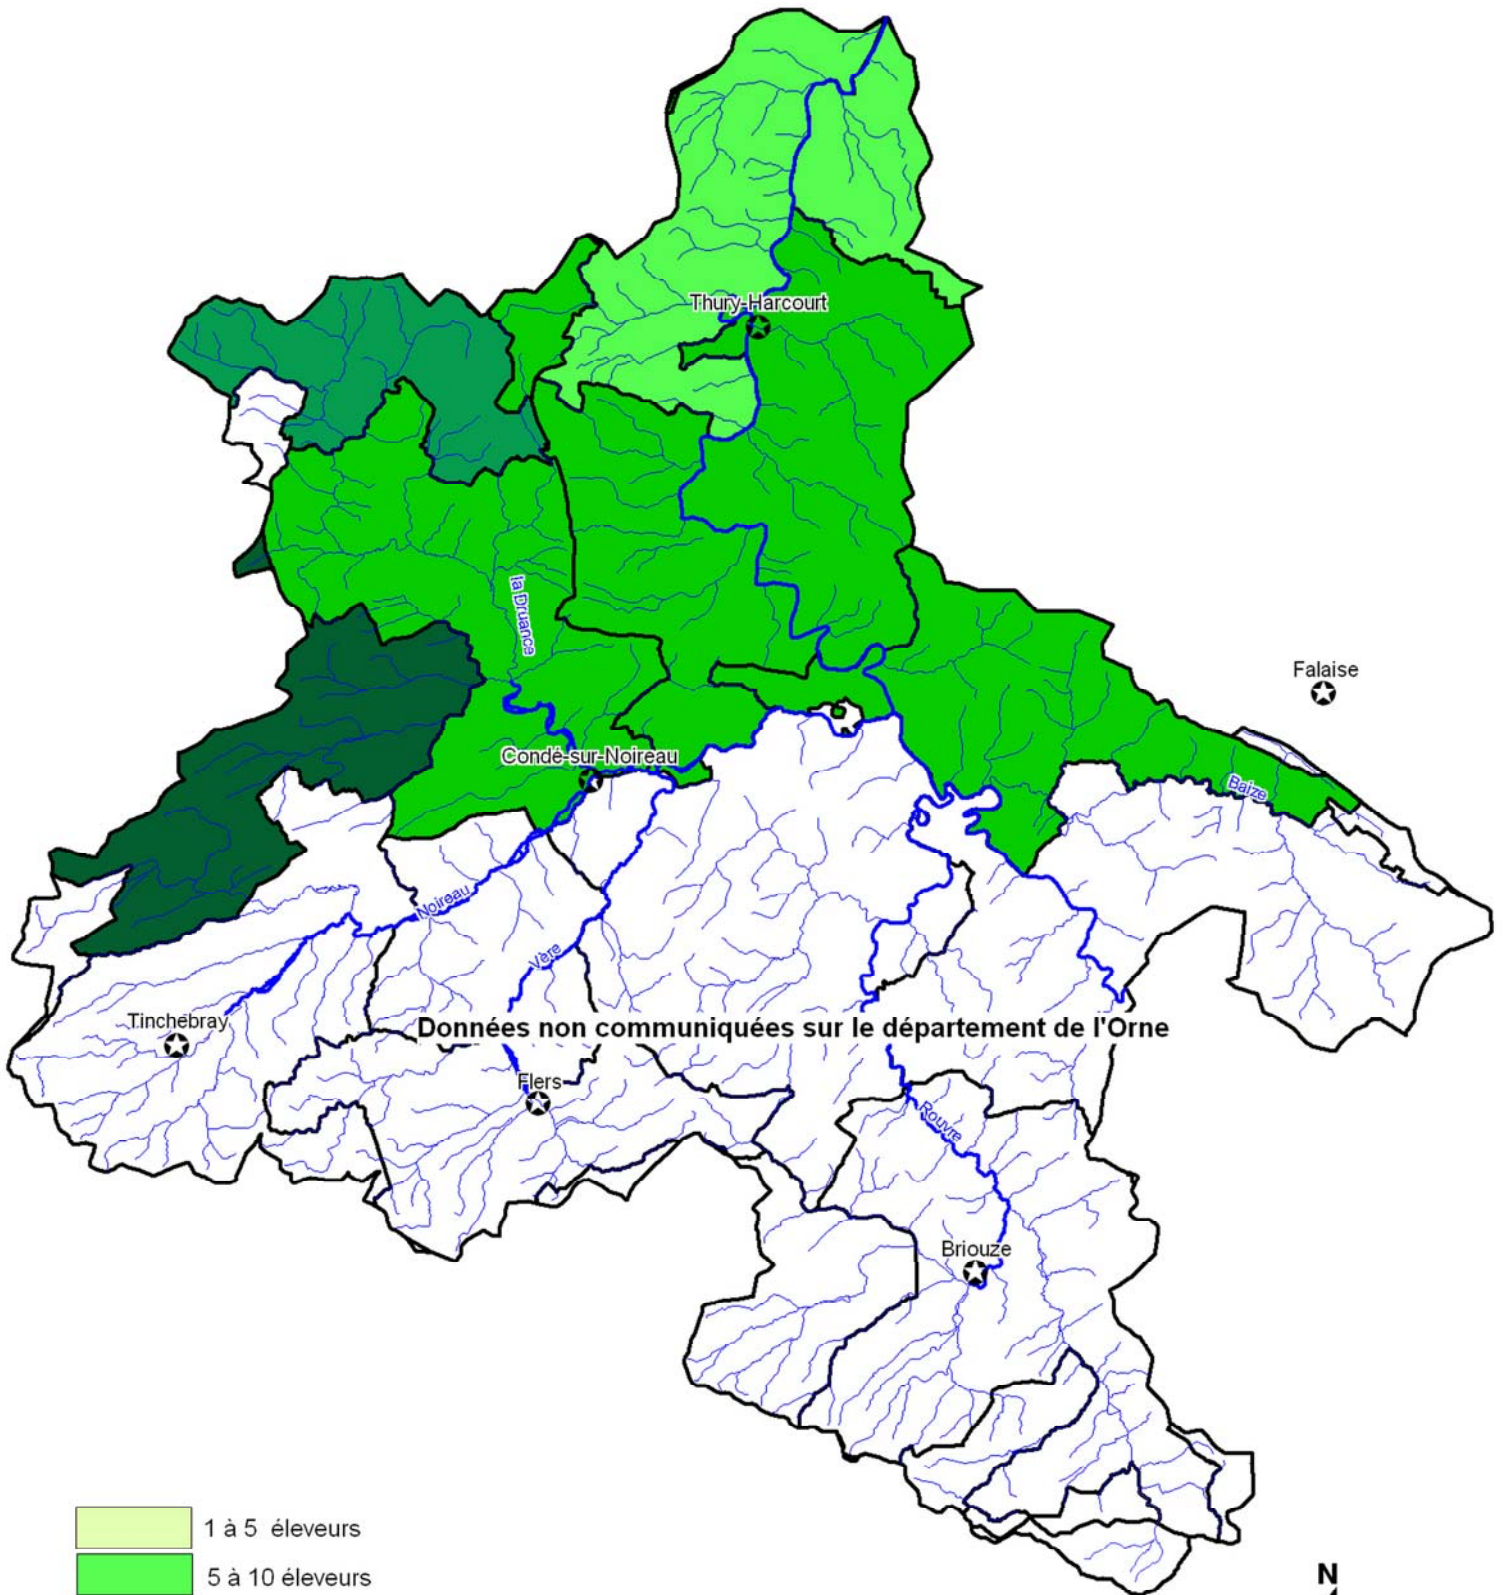 Thury-Harcourt
la Druance
Falaise
Condé-sur-Noireau
Baize
Noireau
Vère
Tinchebray
Données non communiquées sur le département de l'Orne
Flers
Rouvre
Briouze
1 à 5 éleveurs
5 à 10 éleveurs
N